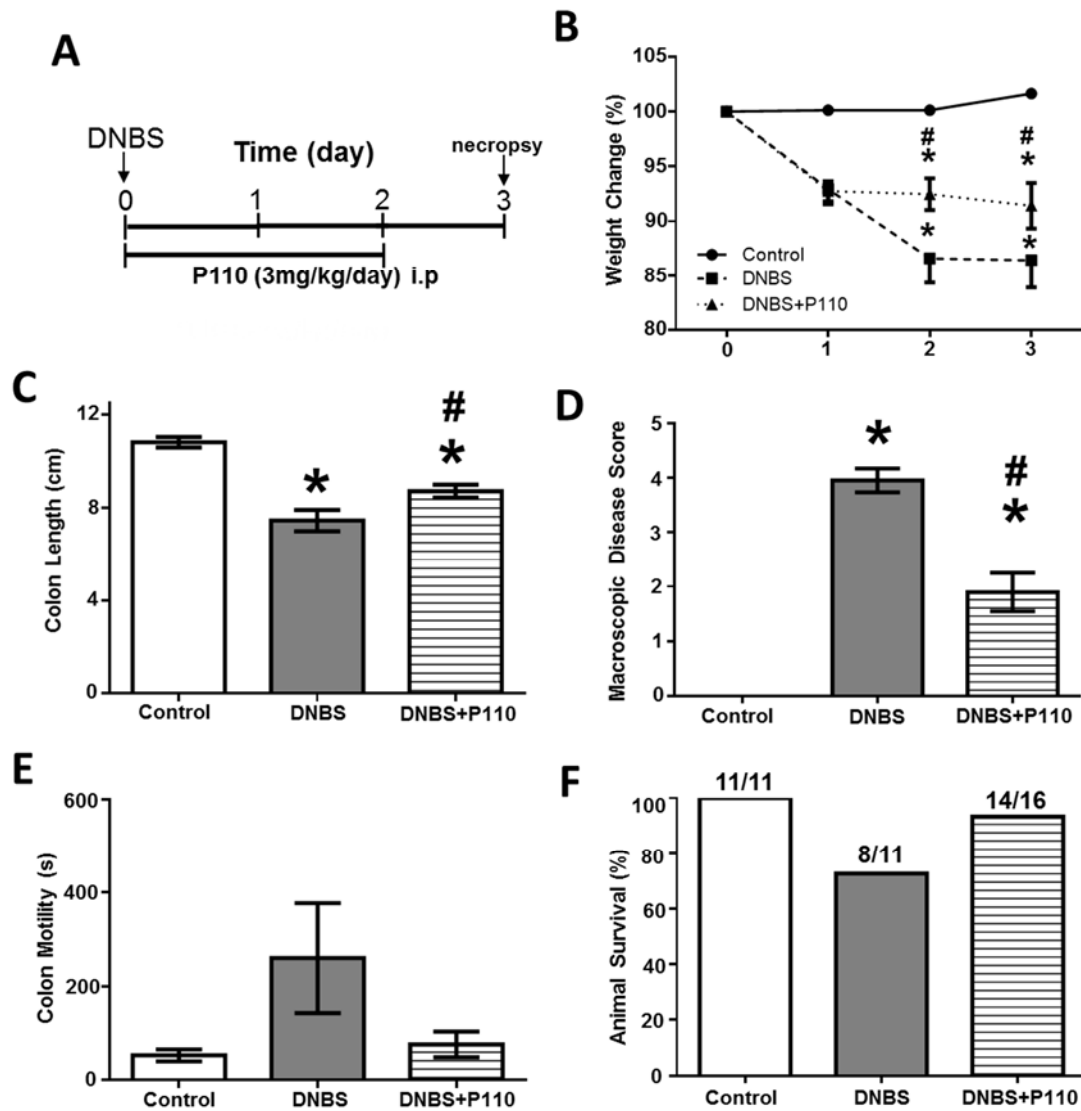 A
DNBS
Time (day)
necropsy
0 1 2 3
P110 (3mg/kg/day) i.p
B
Weight Change (%)
105
100
95
90
85
80
# #
* *
* *
Control
DNBS
DNBS+P110
0 1 2 3
C
Colon Length (cm)
12
8
4
0
*
#
*
Control DNBS DNBS+P110
D
Macroscopic Disease Score
5
4
3
2
1
0
*
#
*
Control DNBS DNBS+P110
E
Colon Motility (s)
600
400
200
0
Control DNBS DNBS+P110
F
Animal Survival (%)
100
80
60
40
20
0
11/11
8/11
14/16
Control DNBS DNBS+P110